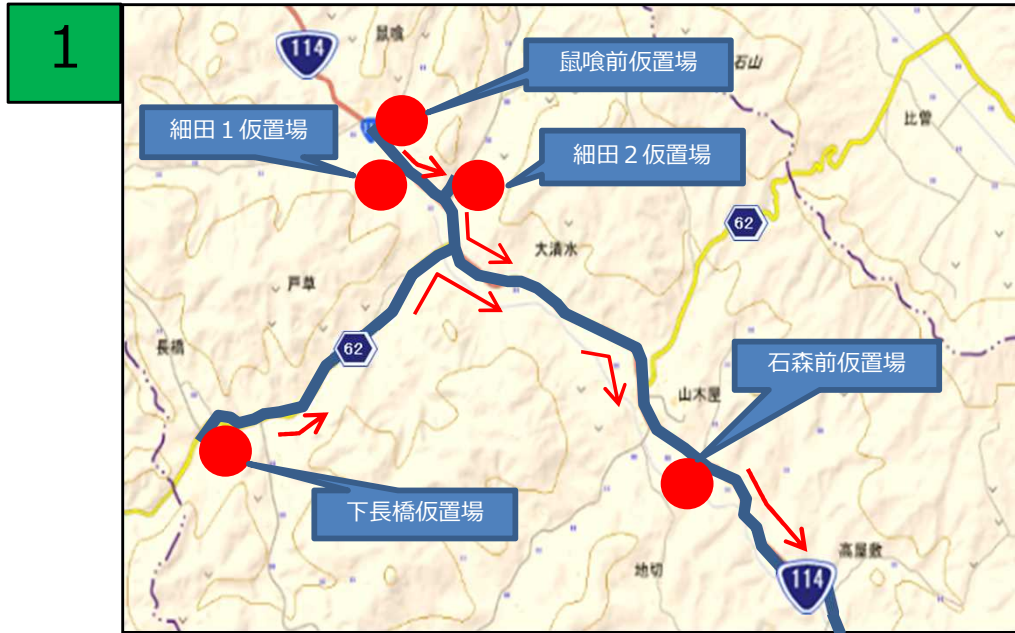 1
114
鼠喰
鼠喰前仮置場
石山
細田１仮置場
細田２仮置場
比曽
62
大清水
戸草
62
長橋
石森前仮置場
山木屋
下長橋仮置場
地切
高屋敷
114